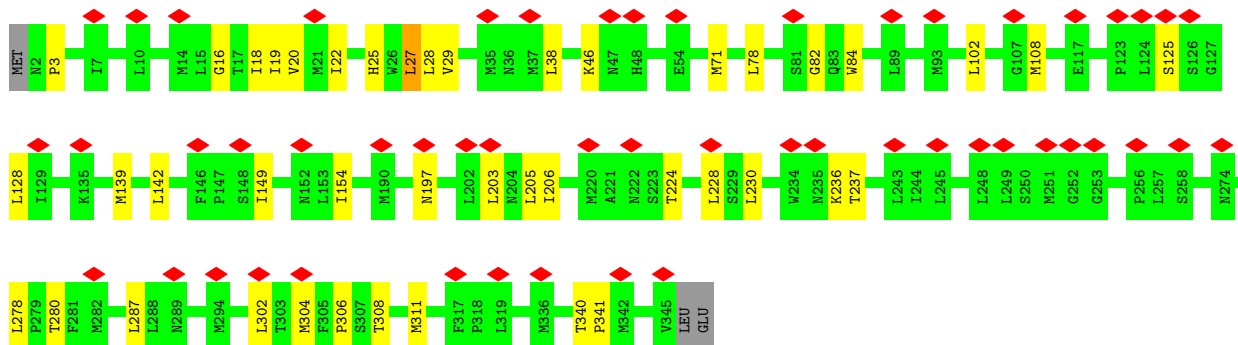 MET N2 P3 I7 L10 M14 L15 G16 T17 I18 I19 V20 M21 I22 H25 W26 L27 L28 V29 M35 N36 M37 L38 K46 N47 H48 E54 M71 L78 S81 G82 Q83 W84 L89 M93 L102 G107 M108 E117 P123 L124 S125 S126 G127
L128 I129 K135 M139 L142 F146 P147 S148 I149 N152 L153 I154 M190 N197 L202 L203 N204 L205 I206 M220 A221 N222 S223 T224 L228 S229 L230 W234 N235 K236 T237 L243 I244 L245 L248 L249 S250 M251 G252 G253 P256 L257 S258 N274
L278 P279 T280 F281 M282 L287 L288 N289 M294 L302 T303 M304 F305 P306 S307 T308 M311 F317 P318 L319 M336 T340 P341 M342 V345 LEU GLU